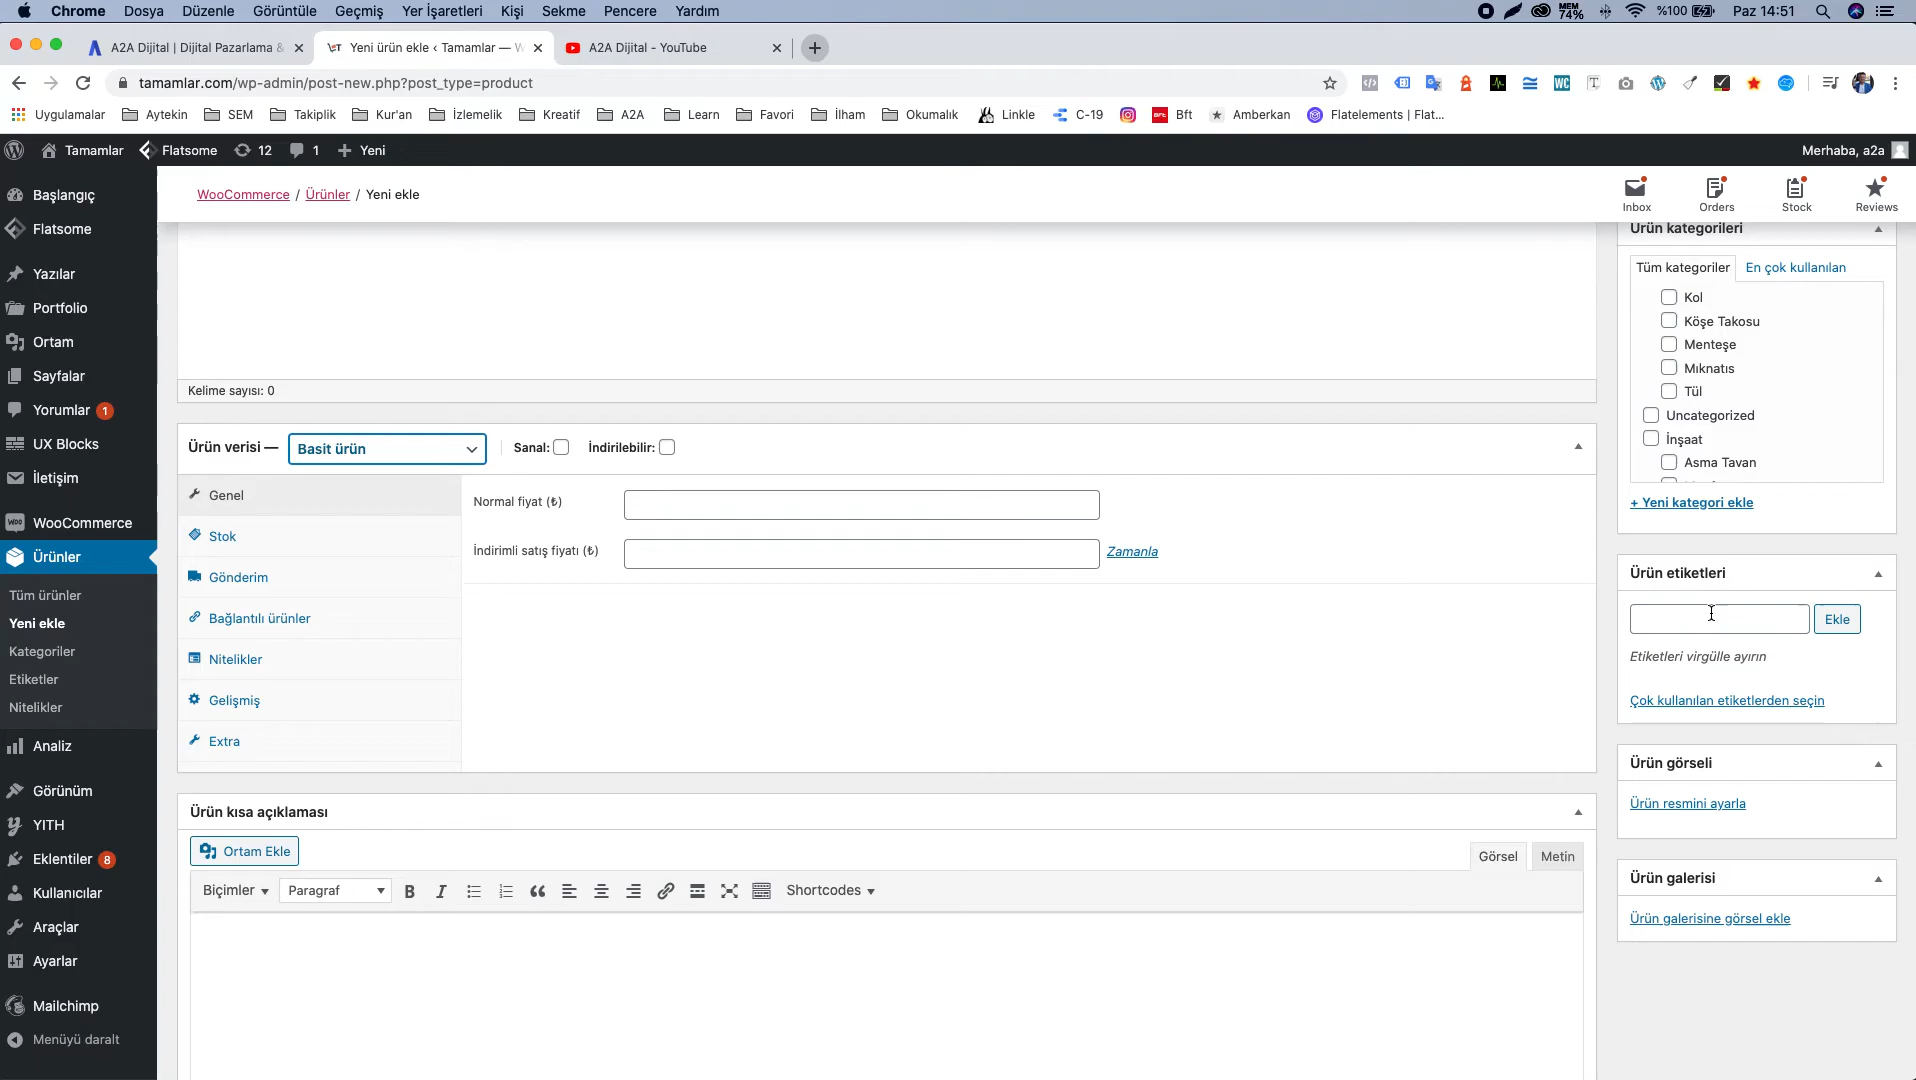 Chrome Dosya Düzenle Görüntüle Geçmiş Yer İşaretleri Kişi Sekme Pencere Yardım MEM 74% %100 Paz 14:51
A2A Dijital | Dijital Pazarlama & Yeni ürün ekle ‹ Tamamlar — W A2A Dijital - YouTube
tamamlar.com/wp-admin/post-new.php?post_type=product
Uygulamalar Aytekin SEM Takiplik Kur'an İzlemelik Kreatif A2A Learn Favori İlham Okumalık Linkle C-19 Bft Amberkan Flatelements | Flat...
Tamamlar Flatsome 12 1 + Yeni Merhaba, a2a
WooCommerce / Ürünler / Yeni ekle
Inbox Orders Stock Reviews
Başlangıç
Flatsome
Yazılar
Portfolio
Ortam
Sayfalar
Yorumlar 1
UX Blocks
İletişim
WooCommerce
Ürünler
Tüm ürünler
Yeni ekle
Kategoriler
Etiketler
Nitelikler
Analiz
Görünüm
YITH
Eklentiler 8
Kullanıcılar
Araçlar
Ayarlar
Mailchimp
Menüyü daralt
Kelime sayısı: 0
Ürün verisi — Basit ürün Sanal: İndirilebilir:
Genel
Stok
Gönderim
Bağlantılı ürünler
Nitelikler
Gelişmiş
Extra
Normal fiyat (₺)
İndirimli satış fiyatı (₺) Zamanla
Ürün kısa açıklaması
Ortam Ekle
Görsel Metin
Biçimler Paragraf B I Shortcodes
Ürün kategorileri
Tüm kategoriler En çok kullanılan
Kol
Köşe Takosu
Menteşe
Mıknatıs
Tül
Uncategorized
İnşaat
Asma Tavan
+ Yeni kategori ekle
Ürün etiketleri
Ekle
Etiketleri virgülle ayırın
Çok kullanılan etiketlerden seçin
Ürün görseli
Ürün resmini ayarla
Ürün galerisi
Ürün galerisine görsel ekle